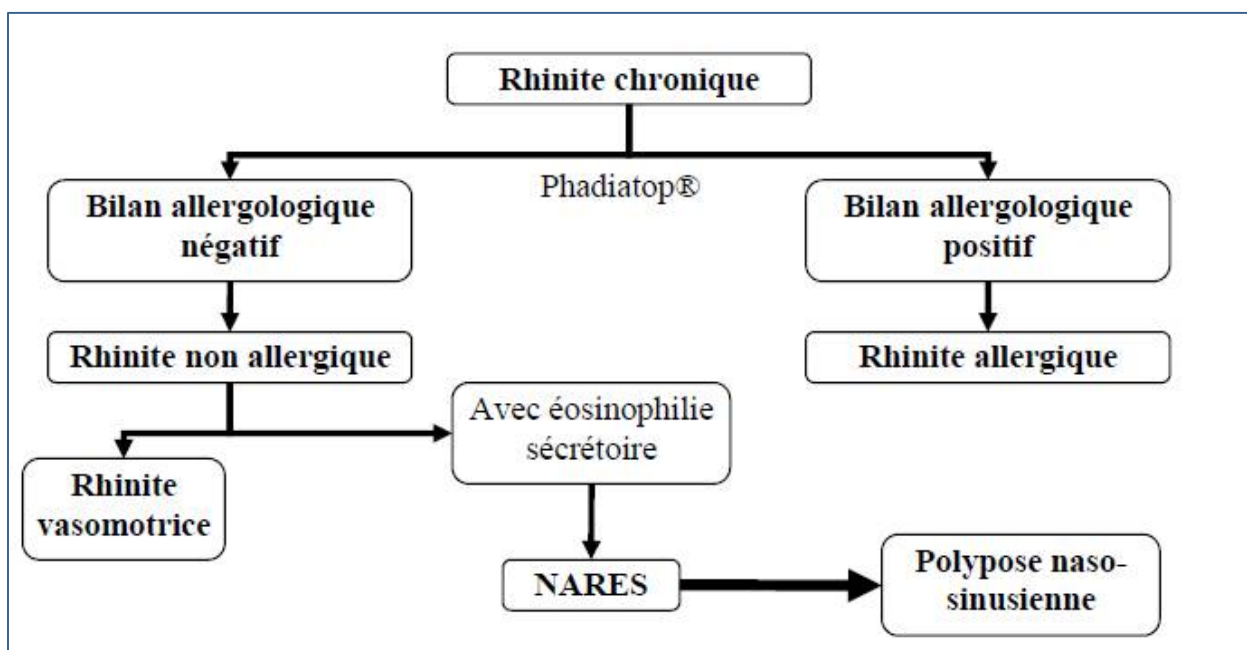 Rhinite chronique
Phadiatop®
Bilan allergologique
négatif
Bilan allergologique
positif
Rhinite non allergique
Rhinite allergique
Avec éosinophilie
sécrétoire
Rhinite
vasomotrice
NARES
Polypose naso-
sinusienne